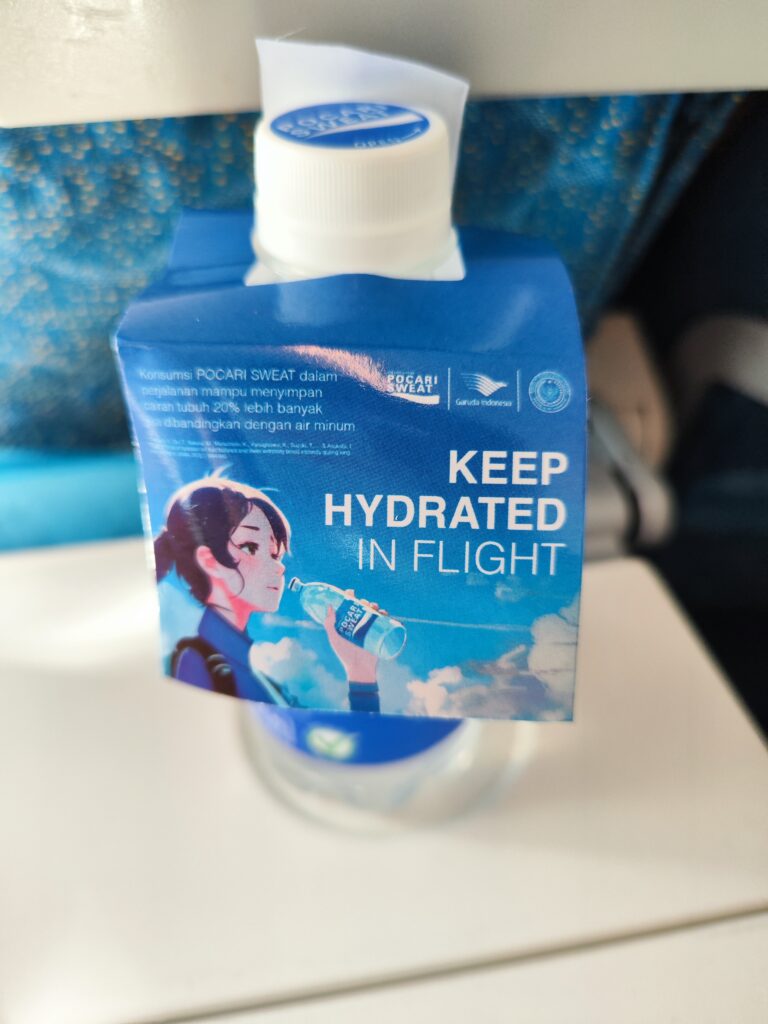 POCARI
SWEAT
OPEN
Konsumsi POCARI SWEAT dalam
perjalanan mampu menyimpan
cairan tubuh 20% lebih banyak
dibandingkan dengan air minum
POCARI
SWEAT
Garuda Indonesia
KEEP
HYDRATED
IN FLIGHT
POCARI
SWEAT